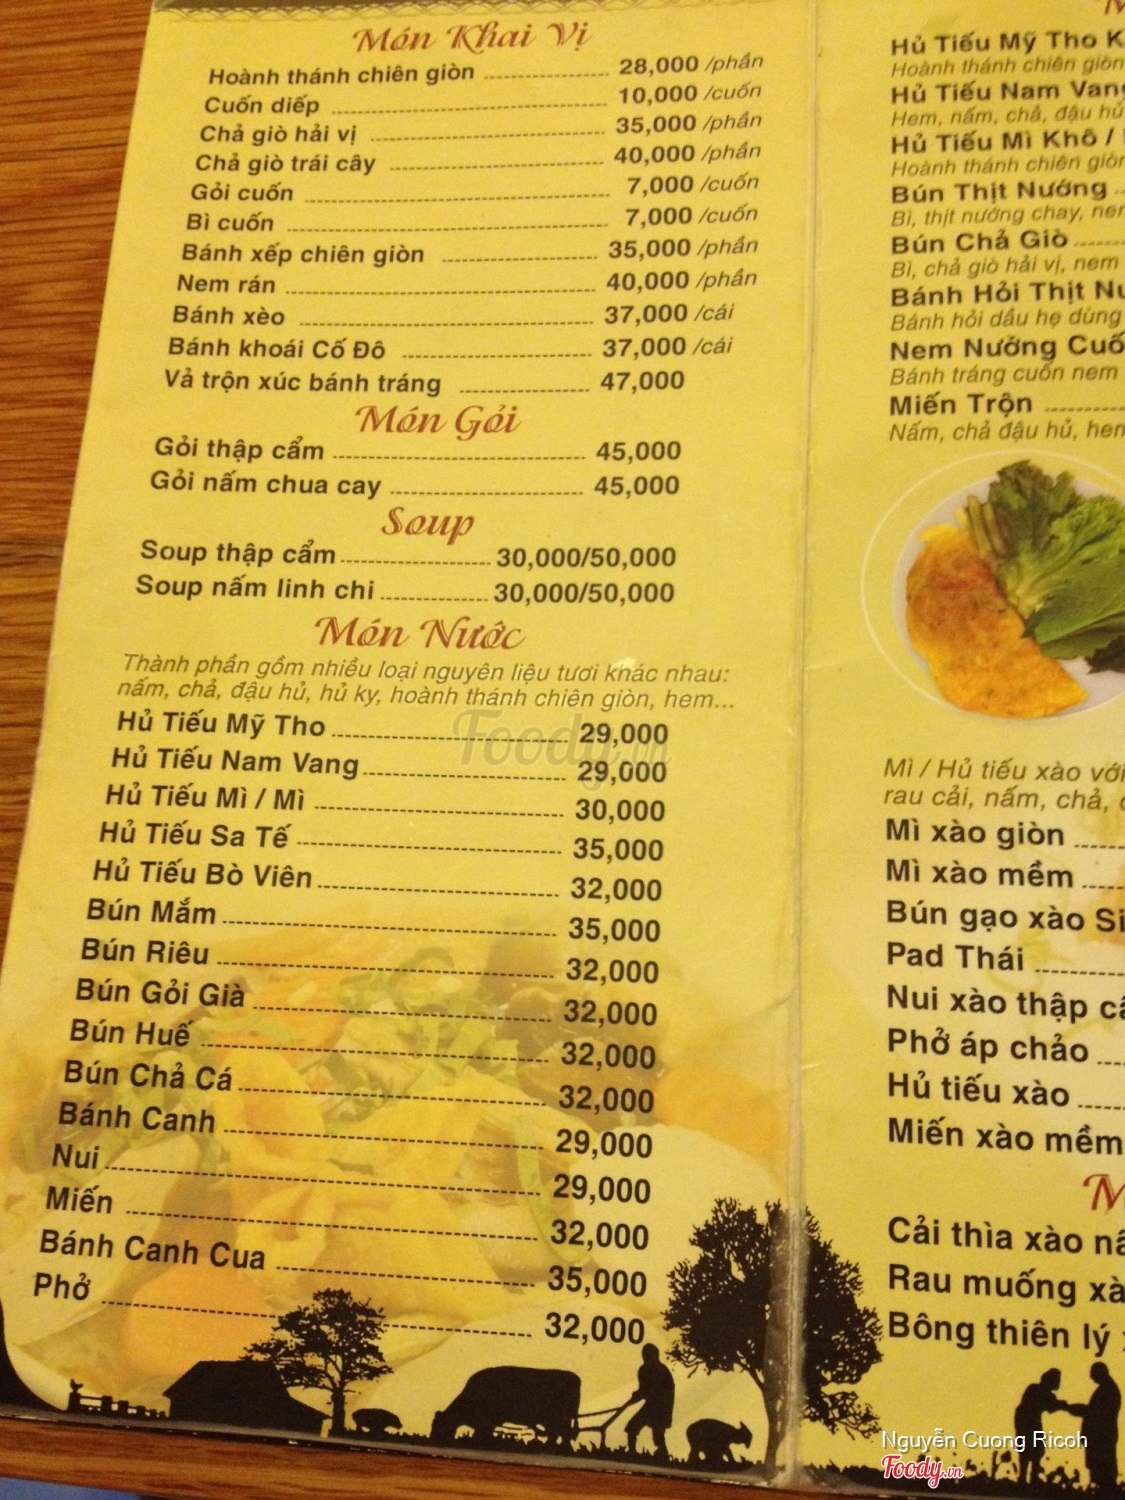 Món Khai Vị
Hoành thánh chiên giòn 28,000 /phần
Cuốn diếp 10,000 /cuốn
Chả giò hải vị 35,000 /phần
Chả giò trái cây 40,000 /phần
Gỏi cuốn 7,000 /cuốn
Bì cuốn 7,000 /cuốn
Bánh xếp chiên giòn 35,000 /phần
Nem rán 40,000 /phần
Bánh xèo 37,000 /cái
Bánh khoái Cố Đô 37,000 /cái
Vả trộn xúc bánh tráng 47,000
Món Gỏi
Gỏi thập cẩm 45,000
Gỏi nấm chua cay 45,000
Soup
Soup thập cẩm 30,000/50,000
Soup nấm linh chi 30,000/50,000
Món Nước
Thành phần gồm nhiều loại nguyên liệu tươi khác nhau:
nấm, chả, đậu hủ, hủ ky, hoành thánh chiên giòn, hem...
Hủ Tiếu Mỹ Tho 29,000
Hủ Tiếu Nam Vang 29,000
Hủ Tiếu Mì / Mì 30,000
Hủ Tiếu Sa Tế 35,000
Hủ Tiếu Bò Viên 32,000
Bún Mắm 35,000
Bún Riêu 32,000
Bún Gỏi Già 32,000
Bún Huế 32,000
Bún Chả Cá 32,000
Bánh Canh 29,000
Nui 29,000
Miến 32,000
Bánh Canh Cua 35,000
Phở 32,000
Foody.vn
Hủ Tiếu Mỹ Tho K
Hoành thánh chiên giòn
Hủ Tiếu Nam Vang
Hem, nấm, chả, đậu hủ
Hủ Tiếu Mì Khô /
Hoành thánh chiên giòn
Bún Thịt Nướng
Bì, thịt nướng chay, nem
Bún Chả Giò
Bì, chả giò hải vị, nem
Bánh Hỏi Thịt Nư
Bánh hỏi dầu hẹ dùng
Nem Nướng Cuố
Bánh tráng cuốn nem
Miến Trộn
Nấm, chả đậu hủ, hem
Mì / Hủ tiếu xào với
rau cải, nấm, chả,
Mì xào giòn
Mì xào mềm
Bún gạo xào Si
Pad Thái
Nui xào thập cẩ
Phở áp chảo
Hủ tiếu xào
Miến xào mềm
M
Cải thìa xào nấ
Rau muống xà
Bông thiên lý
Nguyễn Cuong Ricoh
Foody.vn